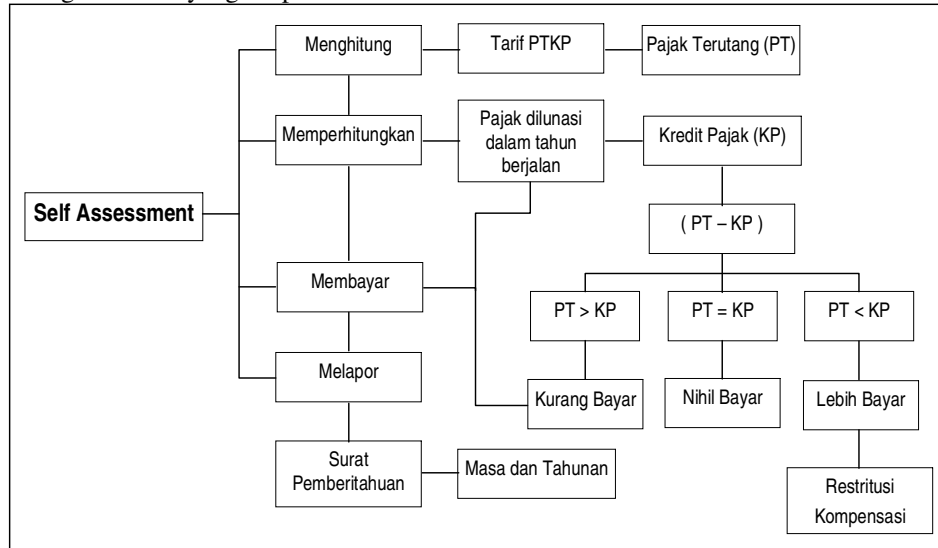 Menghitung
Tarif PTKP
Pajak Terutang (PT)
Memperhitungkan
Pajak dilunasi
dalam tahun
berjalan
Kredit Pajak (KP)
Self Assessment
( PT – KP )
Membayar
PT > KP
PT = KP
PT < KP
Melapor
Kurang Bayar
Nihil Bayar
Lebih Bayar
Surat
Pemberitahuan
Masa dan Tahunan
Restritusi
Kompensasi